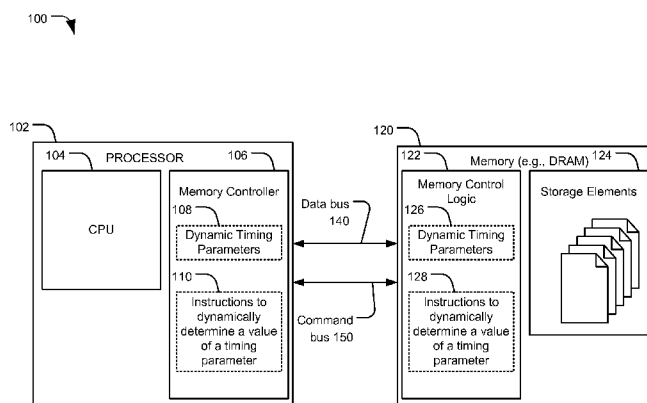 100
102
104
PROCESSOR
106
CPU
Memory Controller
108
Dynamic Timing
Parameters
110
Instructions to
dynamically
determine a value
of a timing
parameter
Data bus
140
Command
bus 150
120
122
Memory (e.g., DRAM)
124
Memory Control
Logic
126
Dynamic Timing
Parameters
128
Instructions to
dynamically
determine a value
of a timing
parameter
Storage Elements